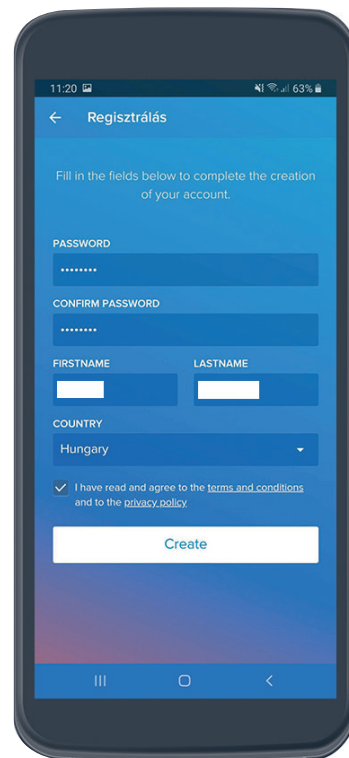 11:20 63%
Regisztrálás
Fill in the fields below to complete the creation
of your account.
PASSWORD
••••••••
CONFIRM PASSWORD
••••••••
FIRSTNAME LASTNAME
COUNTRY
Hungary
I have read and agree to the terms and conditions
and to the privacy policy
Create